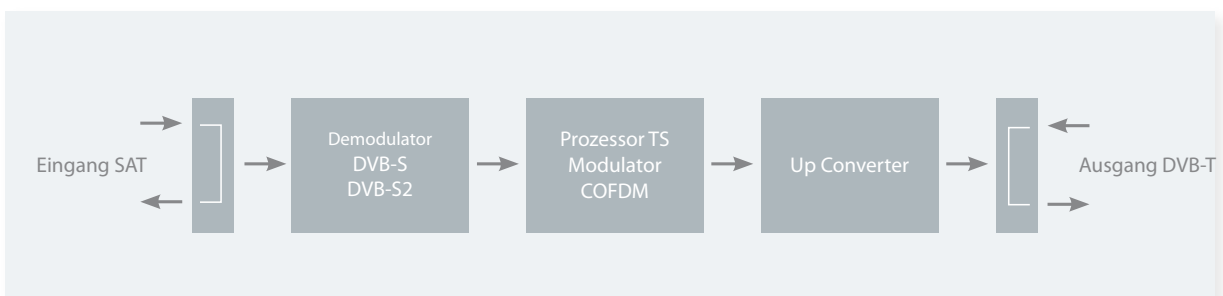 Eingang SAT
Demodulator
DVB-S
DVB-S2
Prozessor TS
Modulator
COFDM
Up Converter
Ausgang DVB-T